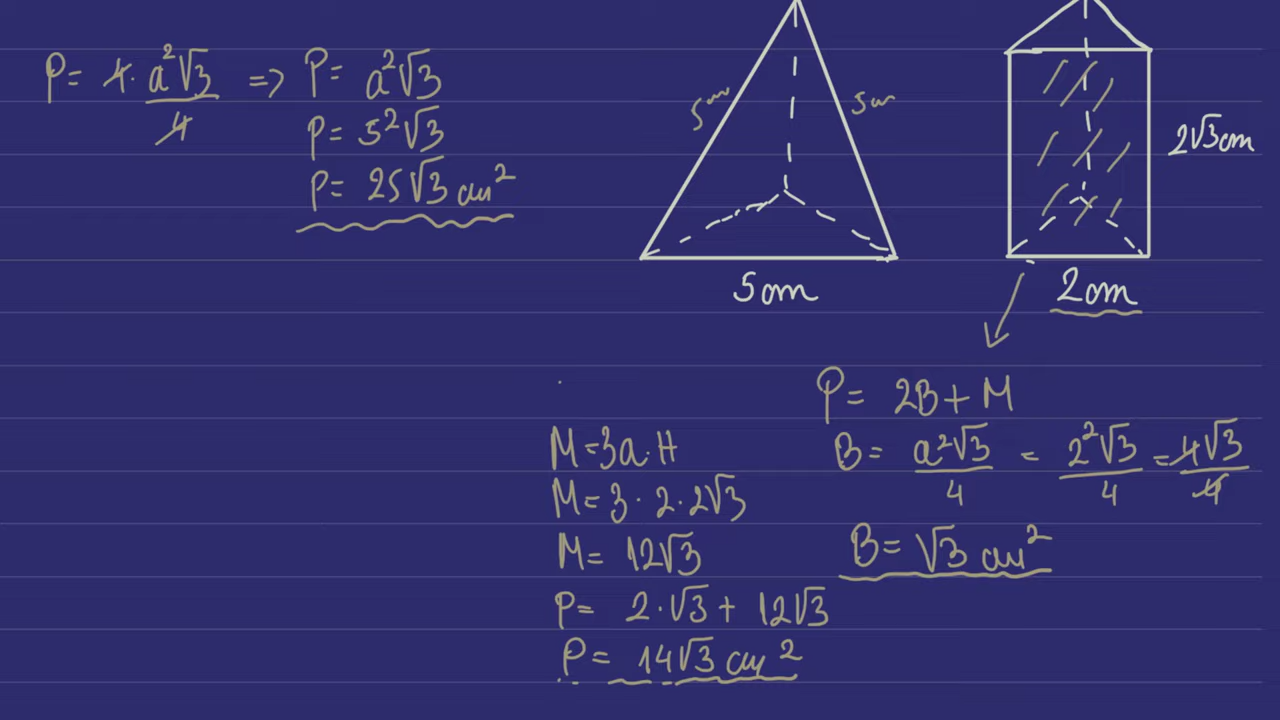 P= 4· a²√3/4 => P= a²√3
P= 5²√3
P= 25√3 cm²
5cm
5cm
5cm
2√3cm
2cm
P= 2B+M
B= a²√3/4 = 2²√3/4 = 4√3/4
B= √3 cm²
M=3a·H
M=3·2·2√3
M= 12√3
P= 2·√3+ 12√3
P= 14√3 cm²